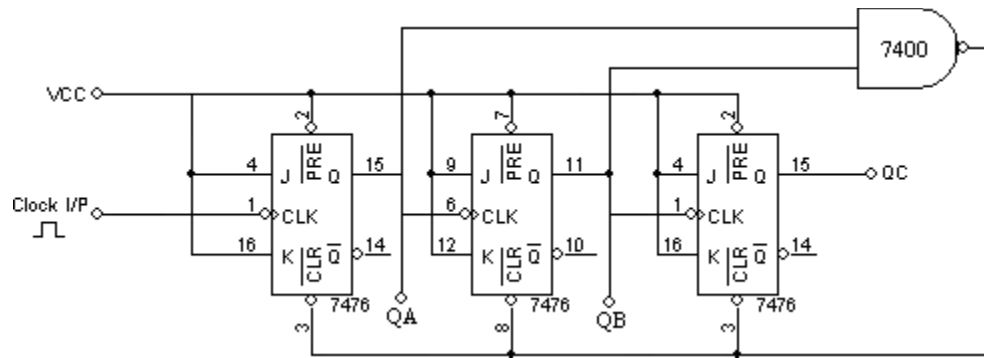 7400
VCC
2
7
2
4
J
PRE
Q
15
9
J
PRE
Q
11
4
J
PRE
Q
15
QC
Clock I/P
1
CLK
6
CLK
1
CLK
16
K
CLR
Q
14
12
K
CLR
Q
10
16
K
CLR
Q
14
3
7476
QA
8
7476
QB
3
7476